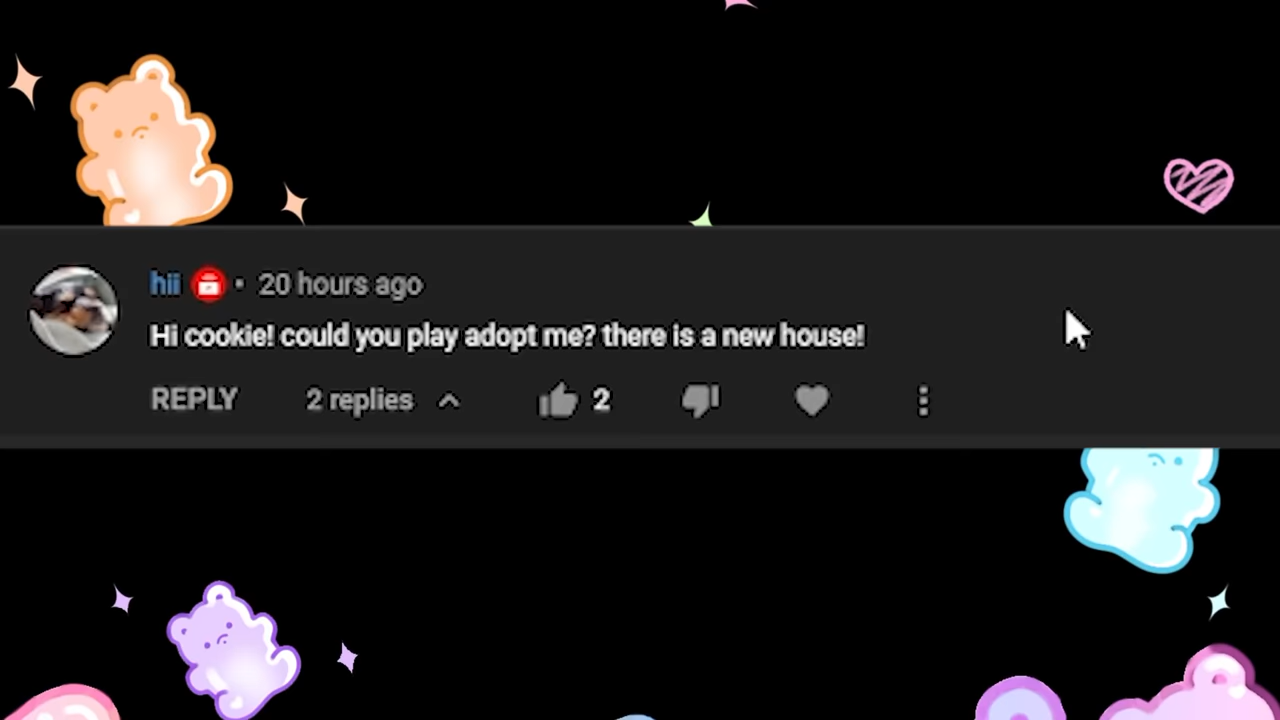 hii • 20 hours ago
Hi cookie! could you play adopt me? there is a new house!
REPLY 2 replies 2